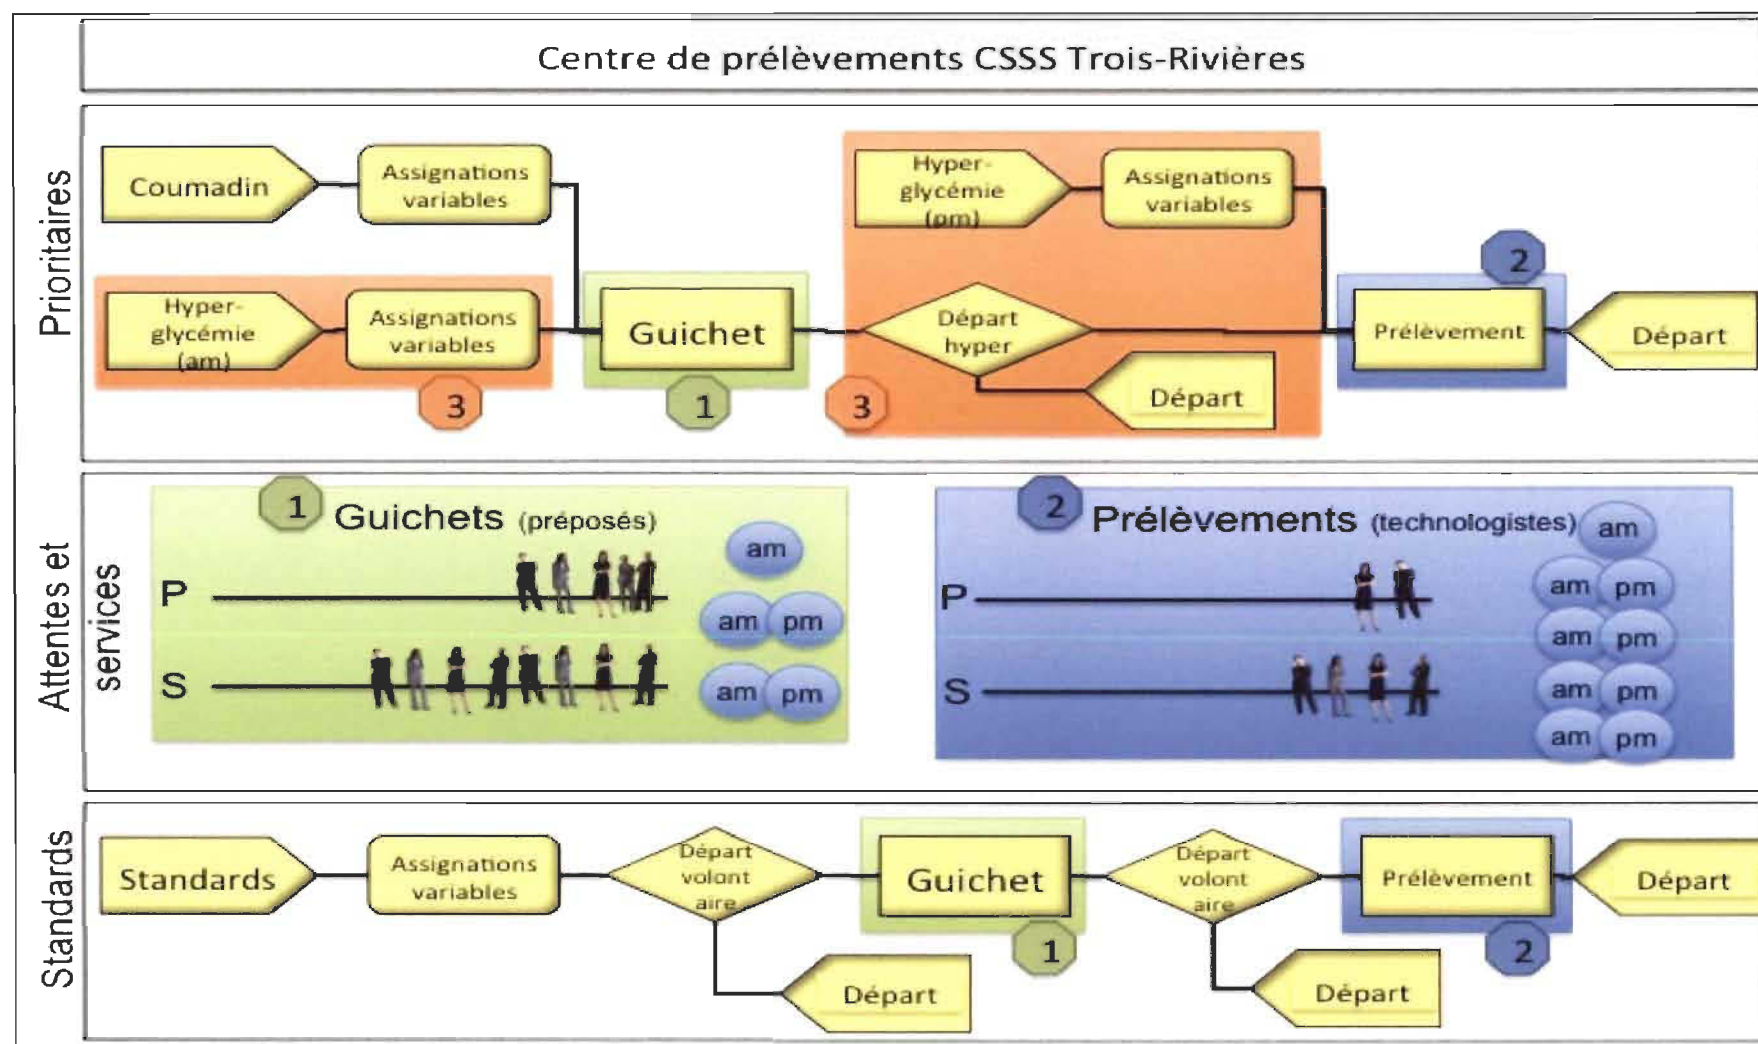 Centre de prélèvements CSSS Trois-Rivières
Prioritaires
Coumadin
Assignations
variables
Hyper-
glycémie
(pm)
Assignations
variables
Hyper-
glycémie
(am)
Assignations
variables
3
Guichet
1
3
Départ
hyper
Départ
2
Prélèvement
Départ
Attentes et
services
1
Guichets (préposés)
P
S
am
am pm
am pm
2
Prélèvements (technologistes)
P
S
am
am pm
am pm
am pm
am pm
Standards
Standards
Assignations
variables
Départ
volont
aire
Départ
Guichet
1
Départ
volont
aire
Départ
Prélèvement
2
Départ